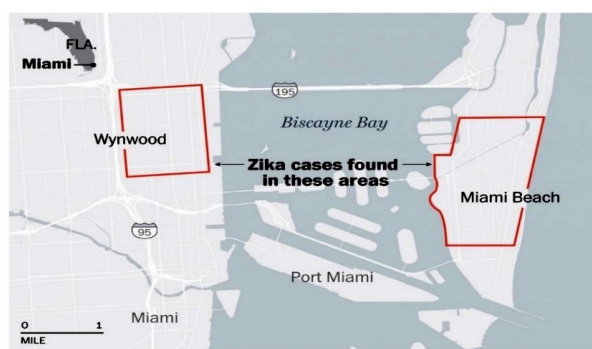 FLA.
Miami
195
Wynwood
Biscayne Bay
Zika cases found
in these areas
Miami Beach
95
Port Miami
Miami
0 1
MILE